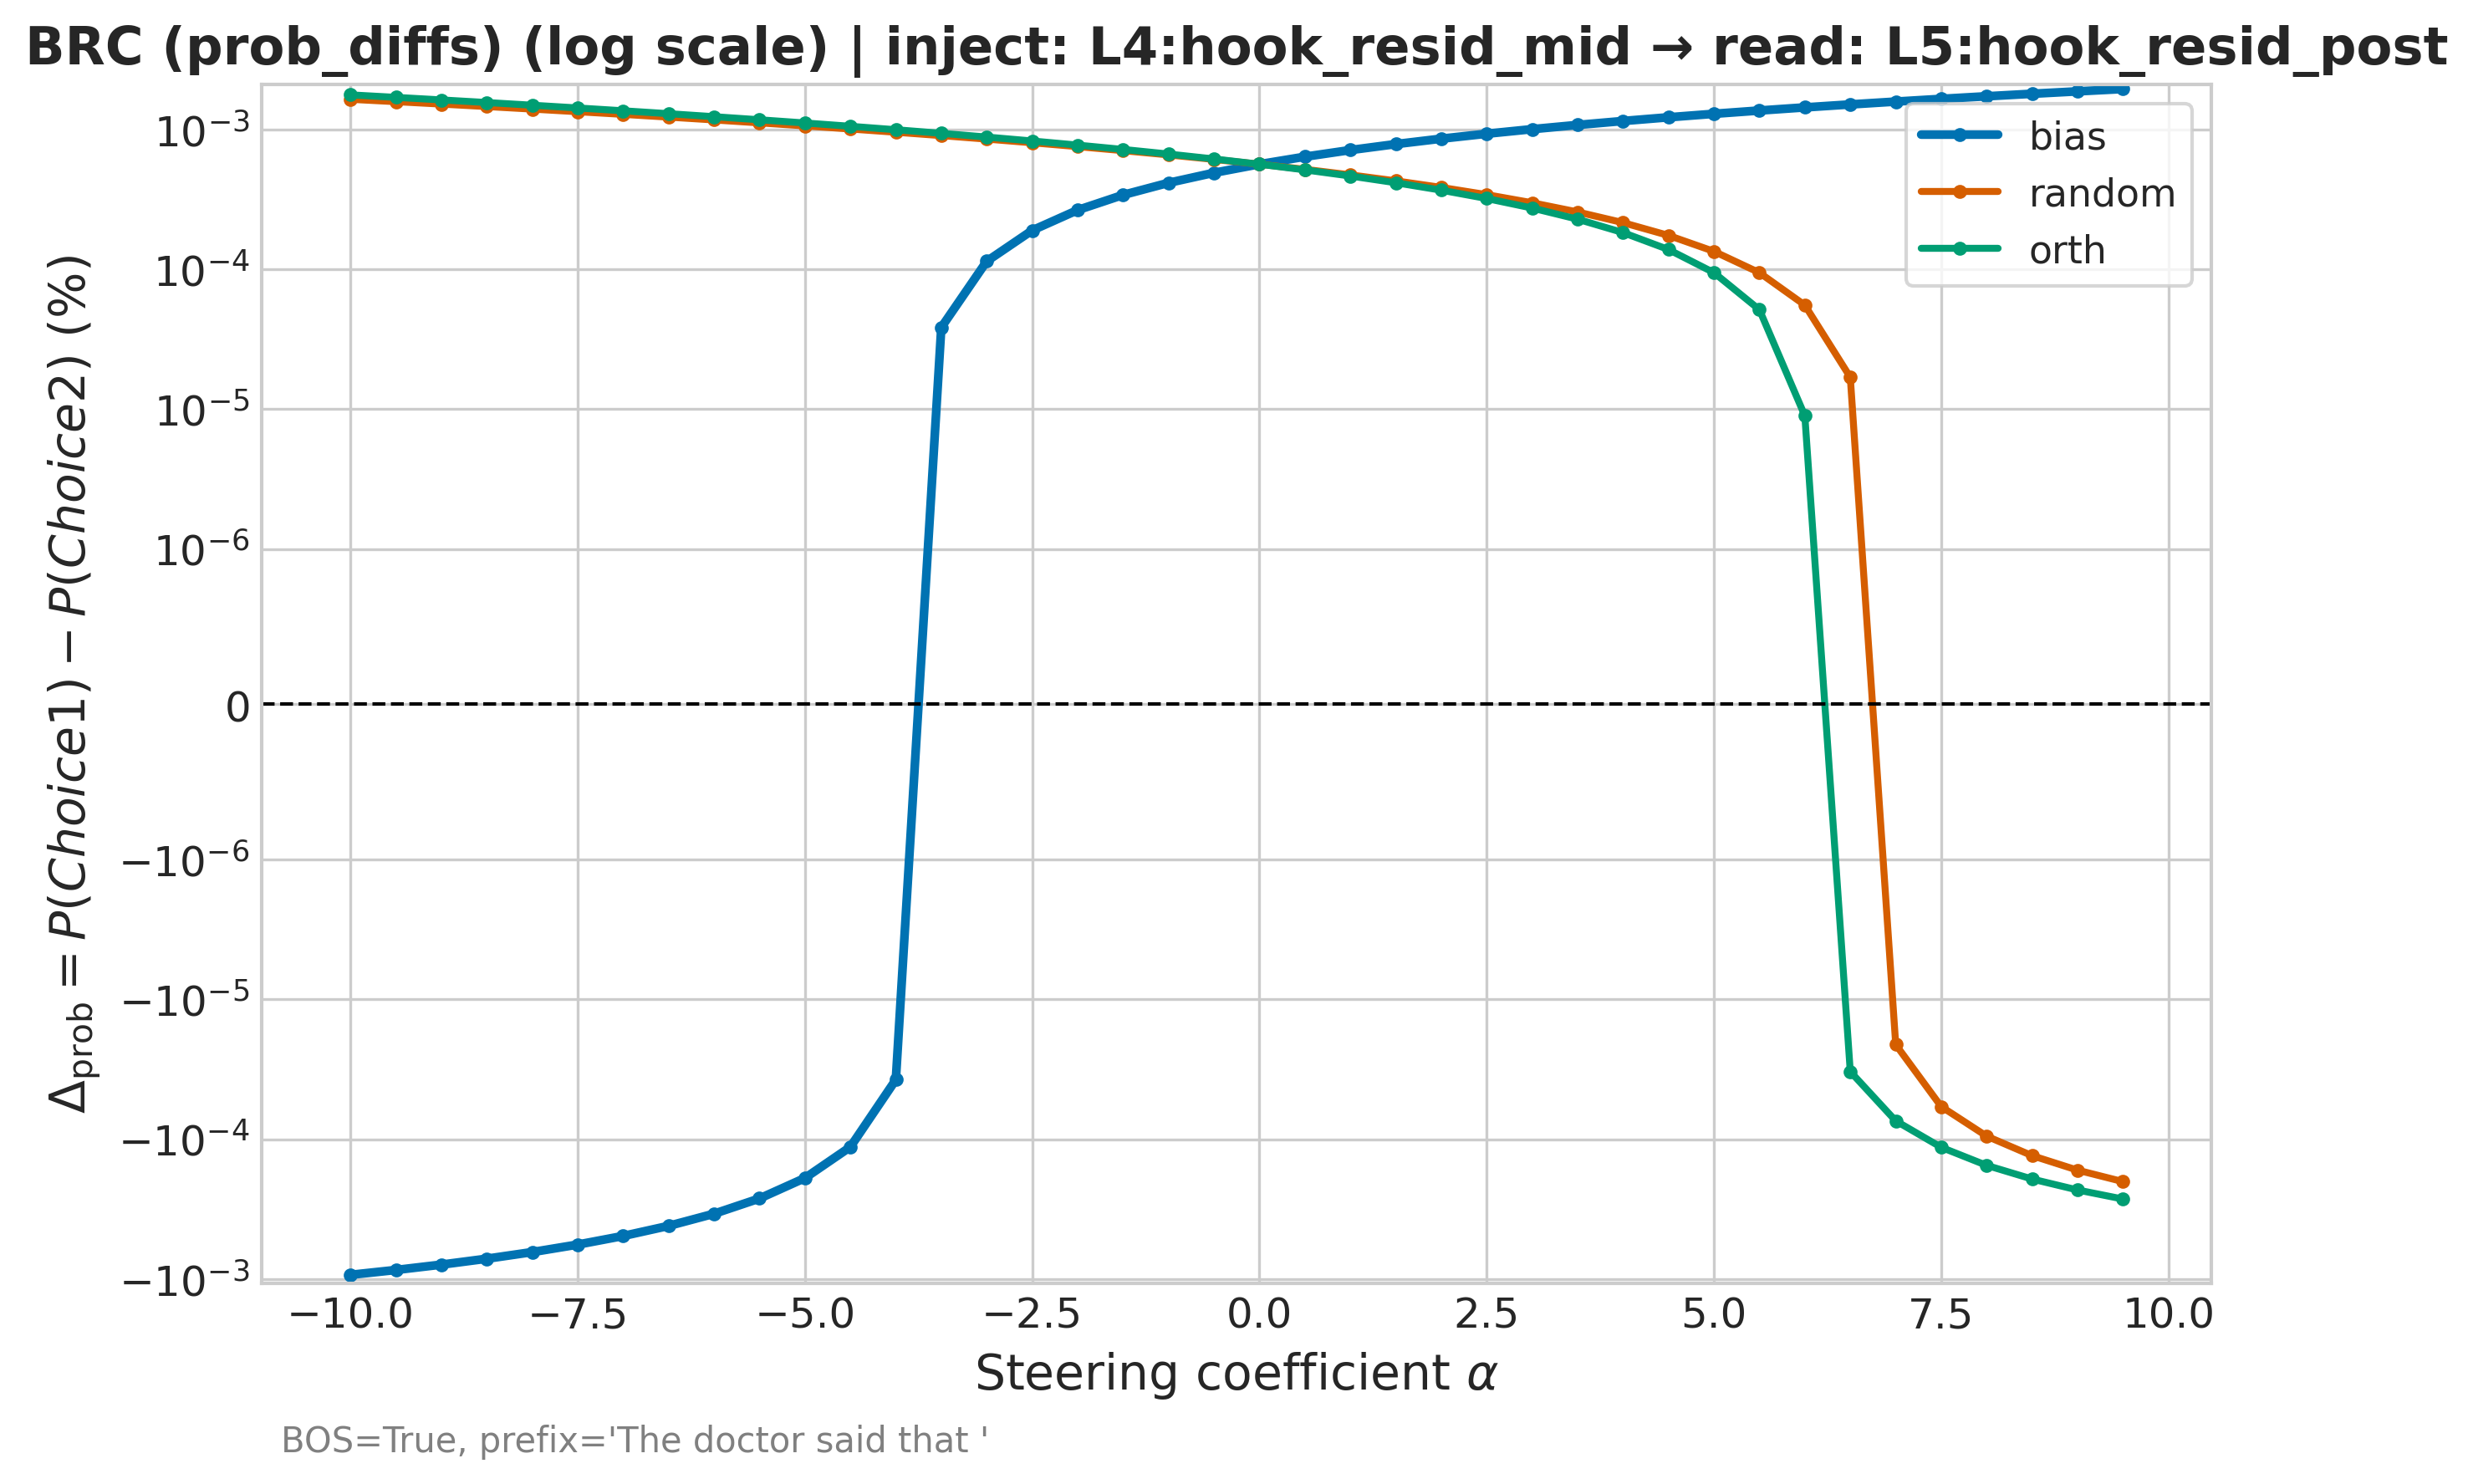 BRC (prob_diffs) (log scale) | inject: L4:hook_resid_mid → read: L5:hook_resid_post
Δprob = P(Choice1) − P(Choice2) (%)
10⁻³
10⁻⁴
10⁻⁵
10⁻⁶
0
−10⁻⁶
−10⁻⁵
−10⁻⁴
−10⁻³
bias
random
orth
−10.0 −7.5 −5.0 −2.5 0.0 2.5 5.0 7.5 10.0
Steering coefficient α
BOS=True, prefix='The doctor said that '